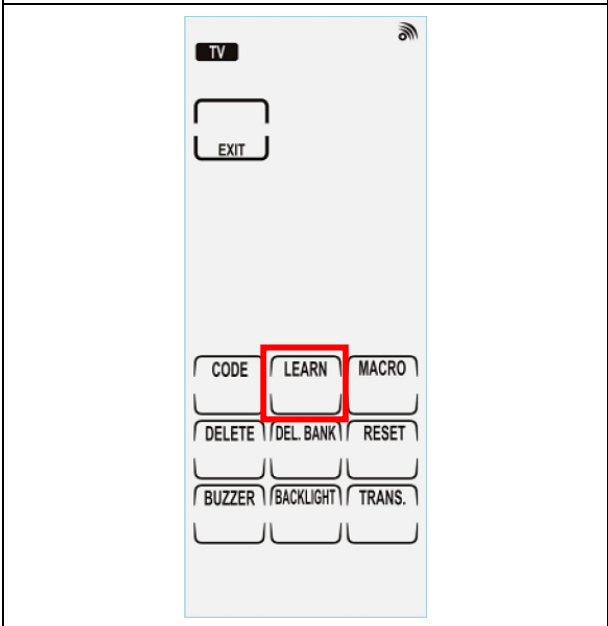 TV
EXIT
CODE LEARN MACRO
DELETE DEL. BANK RESET
BUZZER BACKLIGHT TRANS.